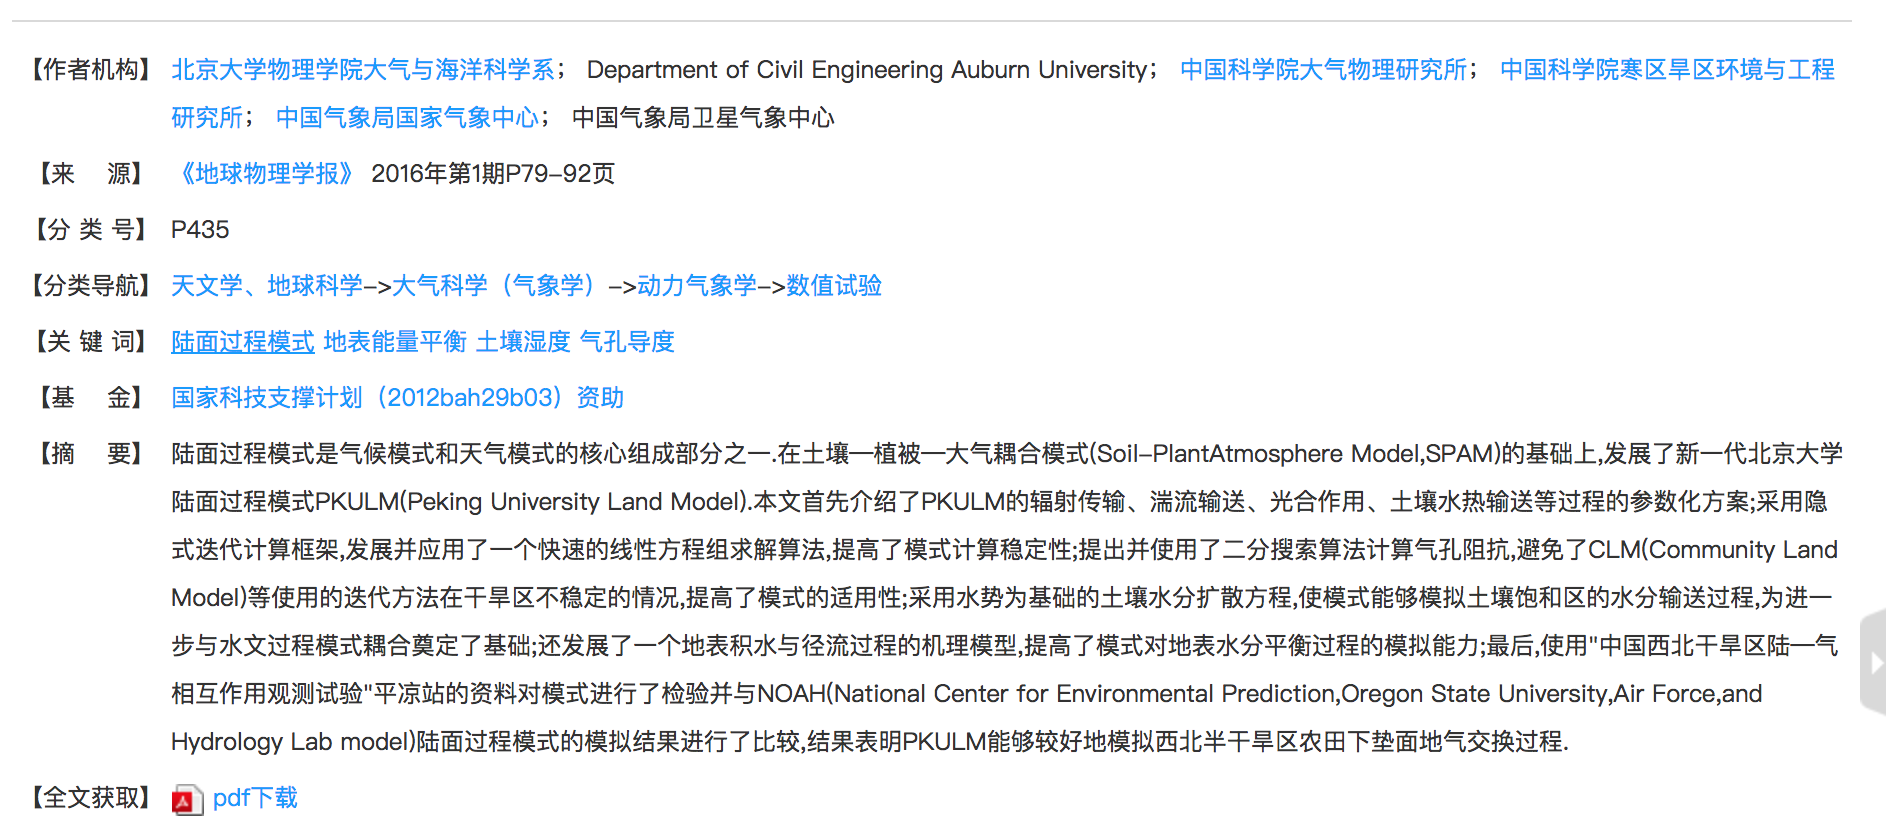 【作者机构】 北京大学物理学院大气与海洋科学系； Department of Civil Engineering Auburn University； 中国科学院大气物理研究所； 中国科学院寒区旱区环境与工程
研究所； 中国气象局国家气象中心； 中国气象局卫星气象中心
【来 源】 《地球物理学报》 2016年第1期P79-92页
【分 类 号】 P435
【分类导航】 天文学、地球科学->大气科学（气象学）->动力气象学->数值试验
【关 键 词】 陆面过程模式 地表能量平衡 土壤湿度 气孔导度
【基 金】 国家科技支撑计划（2012bah29b03）资助
【摘 要】 陆面过程模式是气候模式和天气模式的核心组成部分之一.在土壤—植被—大气耦合模式(Soil-PlantAtmosphere Model,SPAM)的基础上,发展了新一代北京大学
陆面过程模式PKULM(Peking University Land Model).本文首先介绍了PKULM的辐射传输、湍流输送、光合作用、土壤水热输送等过程的参数化方案;采用隐
式迭代计算框架,发展并应用了一个快速的线性方程组求解算法,提高了模式计算稳定性;提出并使用了二分搜索算法计算气孔阻抗,避免了CLM(Community Land
Model)等使用的迭代方法在干旱区不稳定的情况,提高了模式的适用性;采用水势为基础的土壤水分扩散方程,使模式能够模拟土壤饱和区的水分输送过程,为进一
步与水文过程模式耦合奠定了基础;还发展了一个地表积水与径流过程的机理模型,提高了模式对地表水分平衡过程的模拟能力;最后,使用"中国西北干旱区陆—气
相互作用观测试验"平凉站的资料对模式进行了检验并与NOAH(National Center for Environmental Prediction,Oregon State University,Air Force,and
Hydrology Lab model)陆面过程模式的模拟结果进行了比较,结果表明PKULM能够较好地模拟西北半干旱区农田下垫面地气交换过程.
【全文获取】 pdf下载